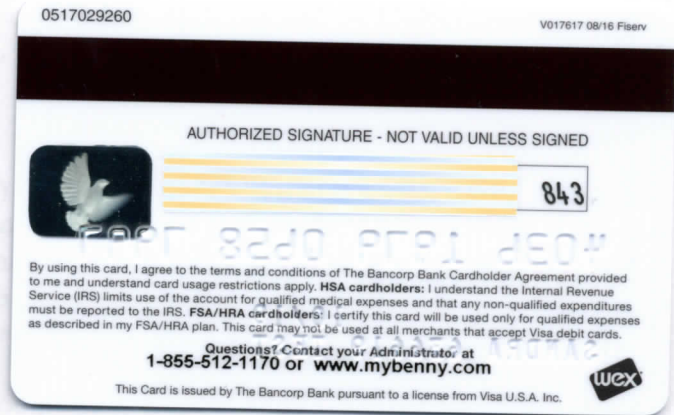 0517029260
V017617 08/16 Fiserv
AUTHORIZED SIGNATURE - NOT VALID UNLESS SIGNED
843
By using this card, I agree to the terms and conditions of The Bancorp Bank Cardholder Agreement provided
to me and understand card usage restrictions apply. HSA cardholders: I understand the Internal Revenue
Service (IRS) limits use of the account for qualified medical expenses and that any non-qualified expenditures
must be reported to the IRS. FSA/HRA cardholders: I certify this card will be used only for qualified expenses
as described in my FSA/HRA plan. This card may not be used at all merchants that accept Visa debit cards.
Questions? Contact your Administrator at
1-855-512-1170 or www.mybenny.com
wex
This Card is issued by The Bancorp Bank pursuant to a license from Visa U.S.A. Inc.